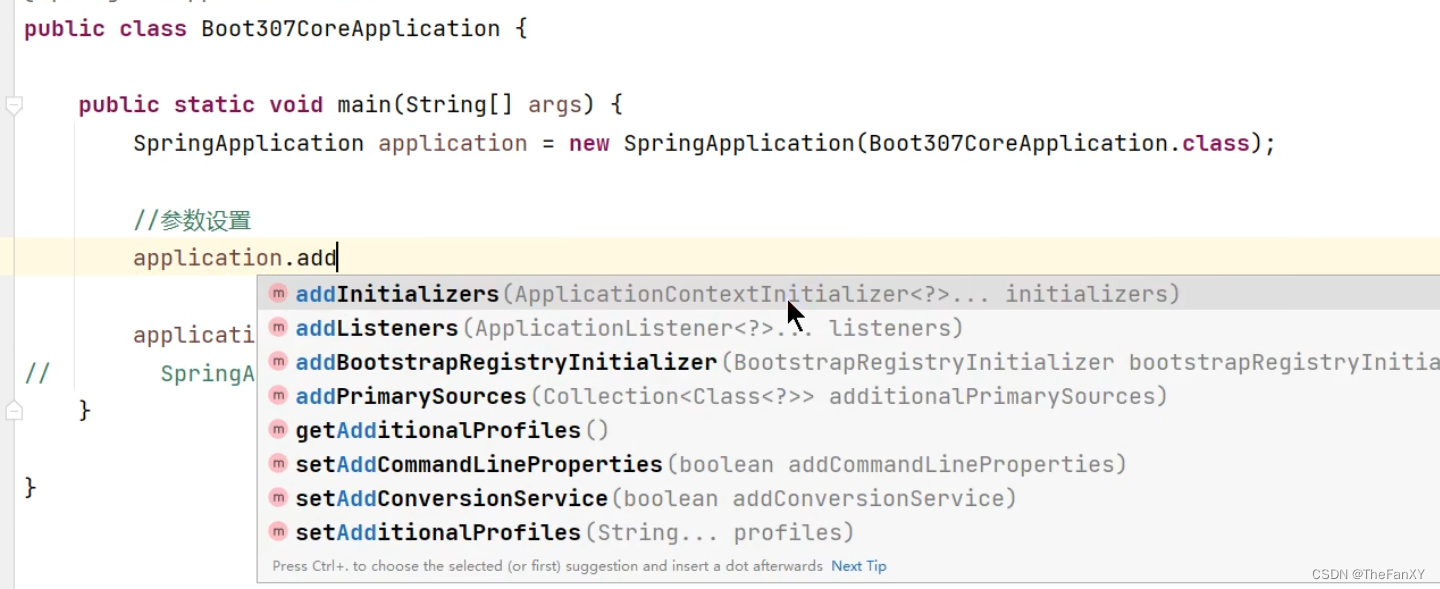 public class Boot307CoreApplication {
public static void main(String[] args) {
SpringApplication application = new SpringApplication(Boot307CoreApplication.class);
//参数设置
application.add
addInitializers(ApplicationContextInitializer<?>... initializers)
addListeners(ApplicationListener<?>... listeners)
applicati
addBootstrapRegistryInitializer(BootstrapRegistryInitializer bootstrapRegistryInitia
// SpringA
addPrimarySources(Collection<Class<?>> additionalPrimarySources)
}
getAdditionalProfiles()
setAddCommandLineProperties(boolean addCommandLineProperties)
}
setAddConversionService(boolean addConversionService)
setAdditionalProfiles(String... profiles)
Press Ctrl+. to choose the selected (or first) suggestion and insert a dot afterwards Next Tip
CSDN @TheFanXY